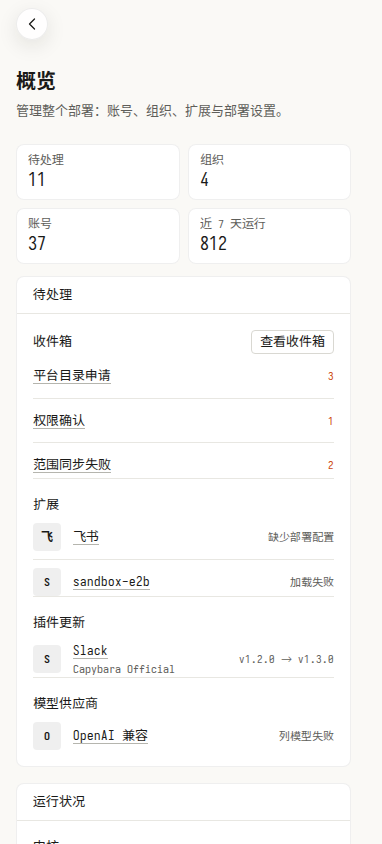 概览
管理整个部署：账号、组织、扩展与部署设置。
待处理
11
组织
4
账号
37
近 7 天运行
812
待处理
收件箱
查看收件箱
平台目录申请
3
权限确认
1
范围同步失败
2
扩展
飞
飞书
缺少部署配置
S
sandbox-e2b
加载失败
插件更新
S
Slack
Capybara Official
v1.2.0 → v1.3.0
模型供应商
O
OpenAI 兼容
列模型失败
运行状况